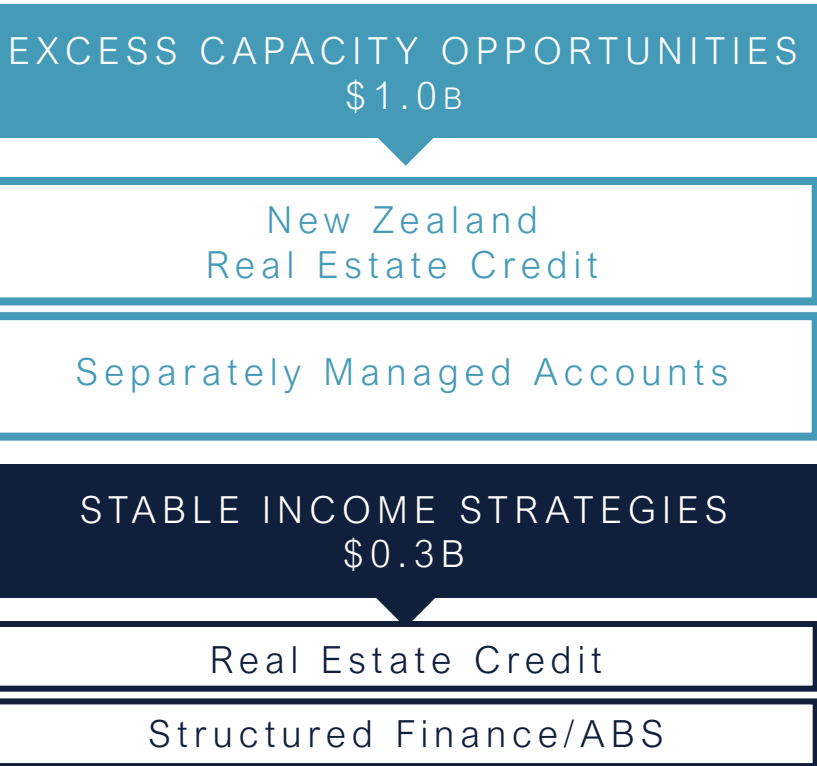 EXCESS CAPACITY OPPORTUNITIES
$1.0B
New Zealand
Real Estate Credit
Separately Managed Accounts
STABLE INCOME STRATEGIES
$0.3B
Real Estate Credit
Structured Finance/ABS